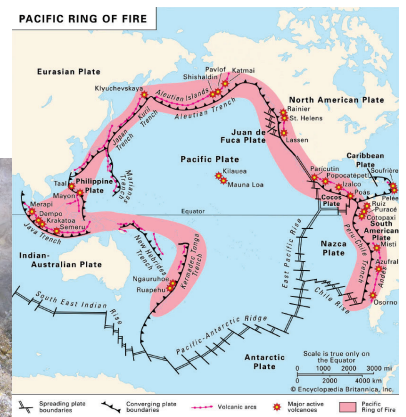 PACIFIC RING OF FIRE
Eurasian Plate
Pavlof
Katmai
Shishaldin
Klyuchevskaya
Aleutian Islands
Aleutian Trench
North American Plate
Kuril
Trench
Rainier
St. Helens
Juan de
Fuca Plate
Lassen
Japan
Trench
Pacific Plate
Caribbean
Plate
Soufrière
Parícutin
Popocatépetl
Izalco
Poás
Pelée
Taal
Philippine
Plate
Mayon
Mariana
Trench
Kilauea
Mauna Loa
Cocos
Plate
Merapi
Dempo
Krakatoa
Semeru
Java Trench
Equator
Ruiz
Puracé
Cotopaxi
South
American
Plate
Nazca
Plate
Misti
Azufral
Andes
Peru-Chile Trench
Osorno
Indian-
Australian Plate
New Hebrides
Trench
Kermadec-Tonga
Trench
Ngauruhoe
Ruapehu
East Pacific Rise
Chile Rise
South East Indian Rise
Pacific-Antarctic Ridge
Antarctic
Plate
Scale is true only on
the Equator
0 1000 3000 mi
0 2000 4000 km
© Encyclopædia Britannica, Inc.
Spreading plate
boundaries
Converging plate
boundaries
Volcanic arcs
Major active
volcanoes
Pacific
Ring of Fire